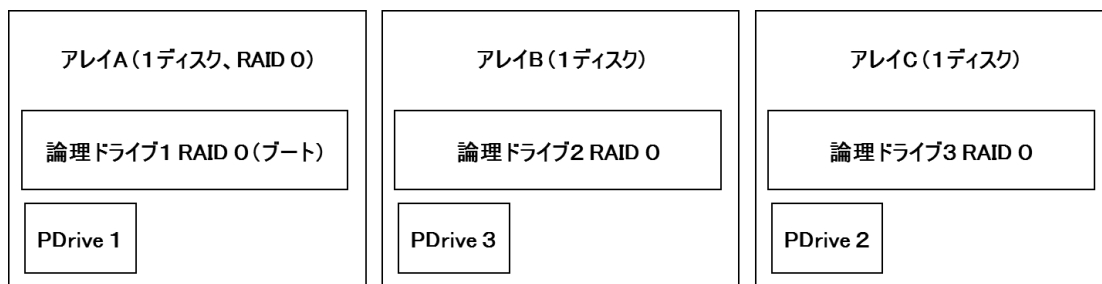 アレイA（1ディスク、RAID 0）
論理ドライブ1 RAID 0（ブート）
PDrive 1
アレイB（1ディスク）
論理ドライブ2 RAID 0
PDrive 3
アレイC（1ディスク）
論理ドライブ3 RAID 0
PDrive 2